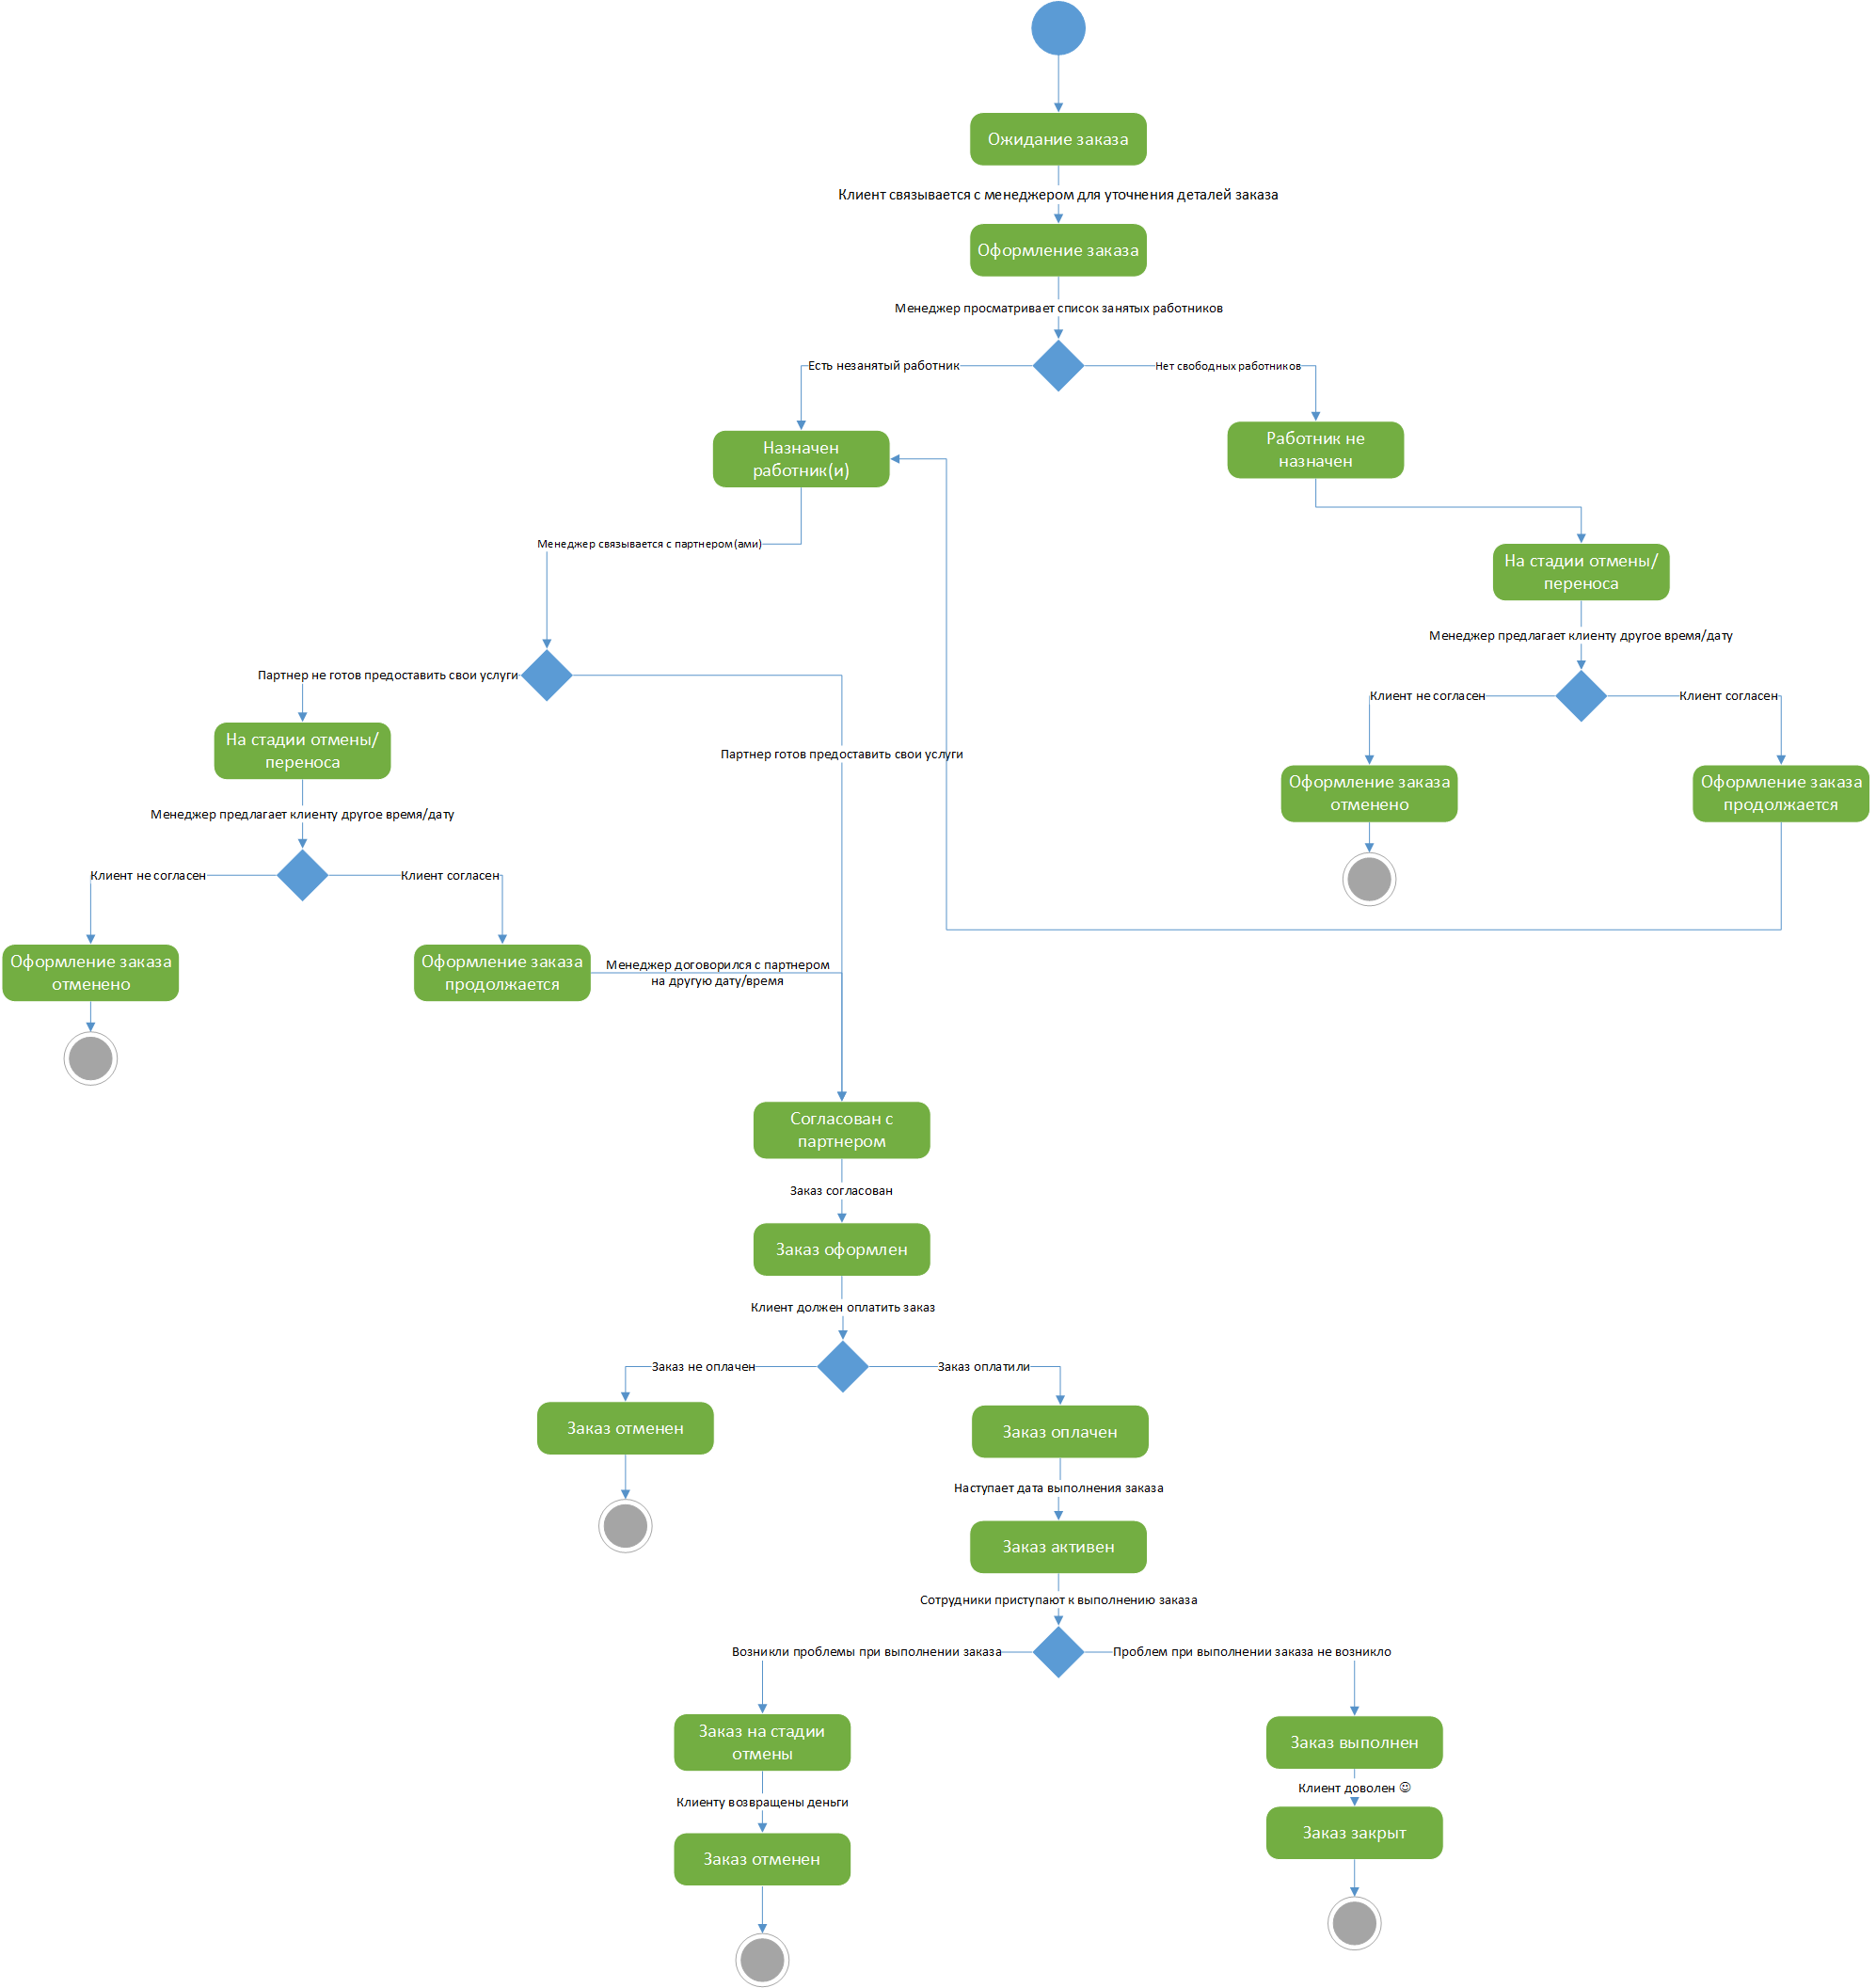 Ожидание заказа
Клиент связывается с менеджером для уточнения деталей заказа
Оформление заказа
Менеджер просматривает список занятых работников
Есть незанятый работник
Нет свободных работников
Назначен
работник(и)
Работник не
назначен
Менеджер связывается с партнером(ами)
На стадии отмены/
переноса
Менеджер предлагает клиенту другое время/дату
Партнер не готов предоставить свои услуги
Клиент не согласен
Клиент согласен
На стадии отмены/
переноса
Партнер готов предоставить свои услуги
Оформление заказа
отменено
Оформление заказа
продолжается
Менеджер предлагает клиенту другое время/дату
Клиент не согласен
Клиент согласен
Оформление заказа
отменено
Оформление заказа
продолжается
Менеджер договорился с партнером
на другую дату/время
Согласован с
партнером
Заказ согласован
Заказ оформлен
Клиент должен оплатить заказ
Заказ не оплачен
Заказ оплатили
Заказ отменен
Заказ оплачен
Наступает дата выполнения заказа
Заказ активен
Сотрудники приступают к выполнению заказа
Возникли проблемы при выполнении заказа
Проблем при выполнении заказа не возникло
Заказ на стадии
отмены
Заказ выполнен
Клиент доволен ☺
Клиенту возвращены деньги
Заказ закрыт
Заказ отменен